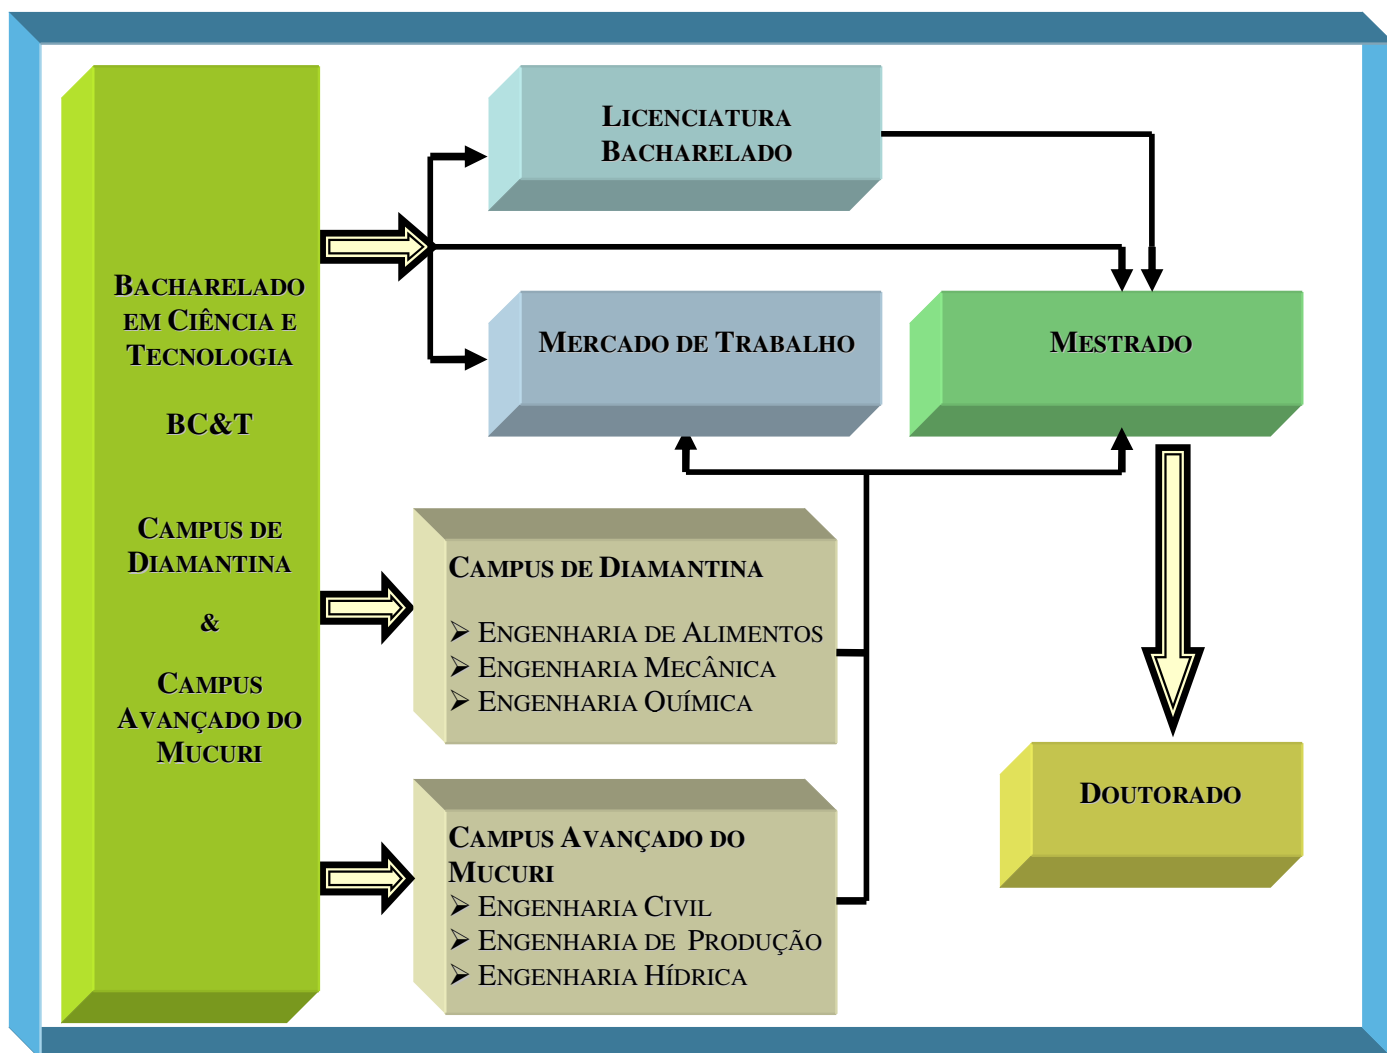 BACHARELADO
EM CIÊNCIA E
TECNOLOGIA
BC&T
CAMPUS DE
DIAMANTINA
&
CAMPUS
AVANÇADO DO
MUCURI
LICENCIATURA
BACHARELADO
MERCADO DE TRABALHO
MESTRADO
CAMPUS DE DIAMANTINA
➢ ENGENHARIA DE ALIMENTOS
➢ ENGENHARIA MECÂNICA
➢ ENGENHARIA QUÍMICA
CAMPUS AVANÇADO DO
MUCURI
➢ ENGENHARIA CIVIL
➢ ENGENHARIA DE PRODUÇÃO
➢ ENGENHARIA HÍDRICA
DOUTORADO